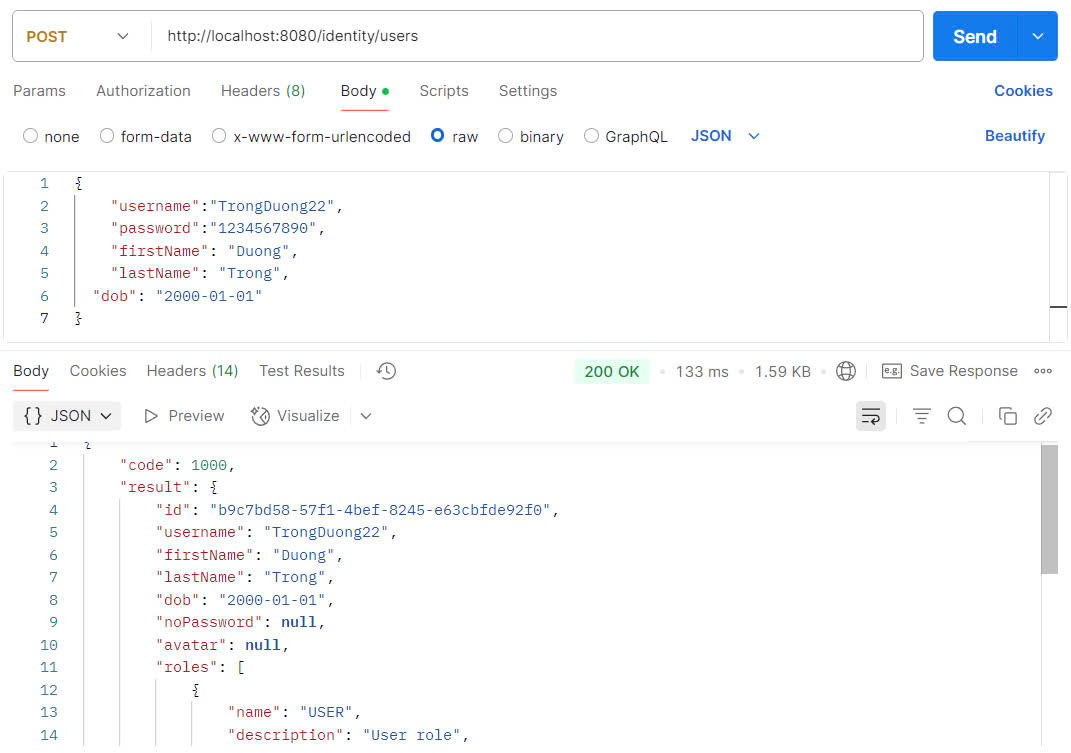 POST http://localhost:8080/identity/users Send
Params Authorization Headers (8) Body Scripts Settings Cookies
none form-data x-www-form-urlencoded raw binary GraphQL JSON Beautify
1 {
2 "username":"TrongDuong22",
3 "password":"1234567890",
4 "firstName": "Duong",
5 "lastName": "Trong",
6 "dob": "2000-01-01"
7 }
Body Cookies Headers (14) Test Results 200 OK 133 ms 1.59 KB e.g. Save Response
{} JSON Preview Visualize
1 {
2 "code": 1000,
3 "result": {
4 "id": "b9c7bd58-57f1-4bef-8245-e63cbfde92f0",
5 "username": "TrongDuong22",
6 "firstName": "Duong",
7 "lastName": "Trong",
8 "dob": "2000-01-01",
9 "noPassword": null,
10 "avatar": null,
11 "roles": [
12 {
13 "name": "USER",
14 "description": "User role",